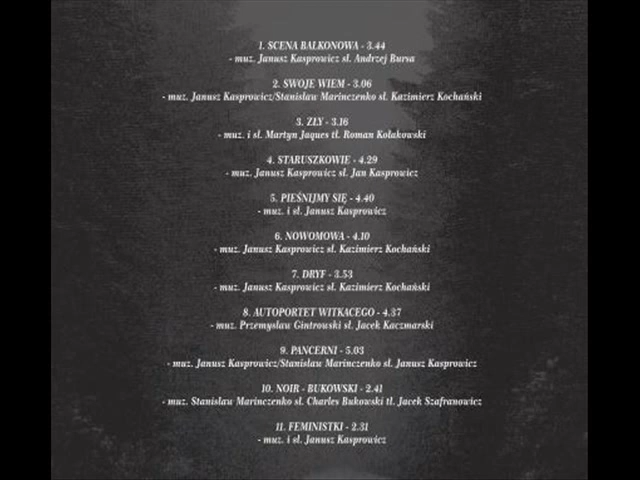 1. SCENA BALKONOWA - 3.44
- muz. Janusz Kasprowicz sł. Andrzej Bursa
2. SWOJE WIEM - 3.06
- muz. Janusz Kasprowicz/Stanisław Marinczenko sł. Kazimierz Kochański
3. ZŁY - 3.16
- muz. i sł. Martyn Jaques tł. Roman Kołakowski
4. STARUSZKOWIE - 4.29
- muz. Janusz Kasprowicz sł. Jan Kasprowicz
5. PIEŚNIJMY SIĘ - 4.40
- muz. i sł. Janusz Kasprowicz
6. NOWOMOWA - 4.10
- muz. Janusz Kasprowicz sł. Kazimierz Kochański
7. DRYF - 3.53
- muz. Janusz Kasprowicz sł. Kazimierz Kochański
8. AUTOPORTET WITKACEGO - 4.37
- muz. Przemysław Gintrowski sł. Jacek Kaczmarski
9. PANCERNI - 5.03
- muz. Janusz Kasprowicz/Stanisław Marinczenko sł. Janusz Kasprowicz
10. NOIR - BUKOWSKI - 2.41
- muz. Stanisław Marinczenko sł. Charles Bukowski tł. Jacek Szafranowicz
11. FEMINISTKI - 2.31
- muz. i sł. Janusz Kasprowicz